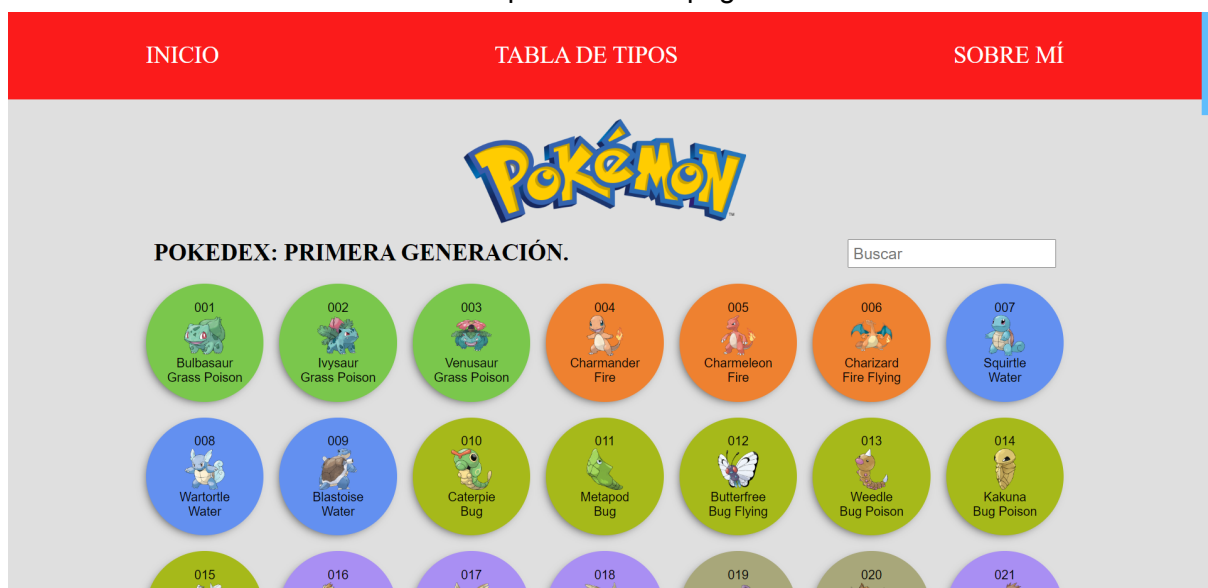 INICIO TABLA DE TIPOS SOBRE MÍ
POKÉMON
POKEDEX: PRIMERA GENERACIÓN. Buscar
001 002 003 004 005 006 007
Bulbasaur Ivysaur Venusaur Charmander Charmeleon Charizard Squirtle
Grass Poison Grass Poison Grass Poison Fire Fire Fire Flying Water
008 009 010 011 012 013 014
Wartortle Blastoise Caterpie Metapod Butterfree Weedle Kakuna
Water Water Bug Bug Bug Flying Bug Poison Bug Poison
015 016 017 018 019 020 021